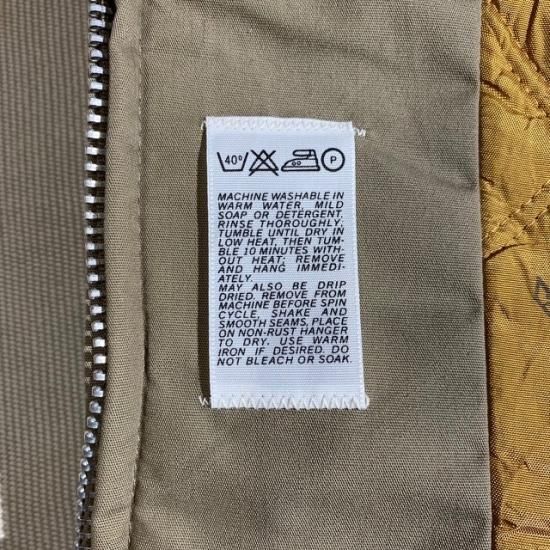 40° GO P
MACHINE WASHABLE IN
WARM WATER, MILD
SOAP OR DETERGENT.
RINSE THOROUGHLY.
TUMBLE UNTIL DRY IN
LOW HEAT, THEN TUM-
BLE 10 MINUTES WITH-
OUT HEAT; REMOVE
AND HANG IMMEDI-
ATELY.
MAY ALSO BE DRIP
DRIED. REMOVE FROM
MACHINE BEFORE SPIN
CYCLE, SHAKE AND
SMOOTH SEAMS, PLACE
ON NON-RUST HANGER
TO DRY. USE WARM
IRON IF DESIRED. DO
NOT BLEACH OR SOAK.